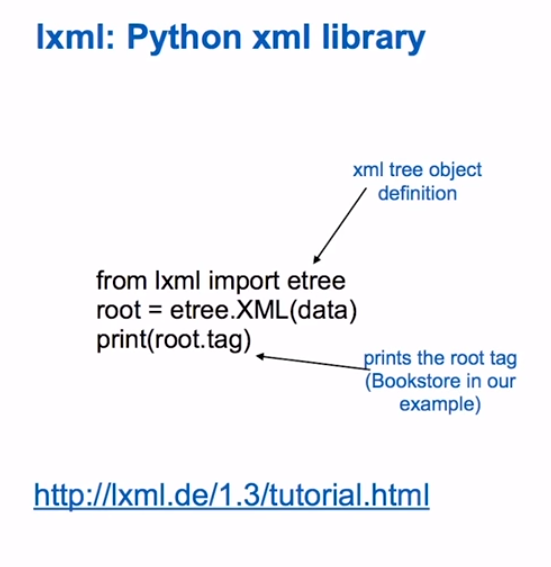 lxml: Python xml library
xml tree object
definition
from lxml import etree
root = etree.XML(data)
print(root.tag)
prints the root tag
(Bookstore in our
example)
http://lxml.de/1.3/tutorial.html